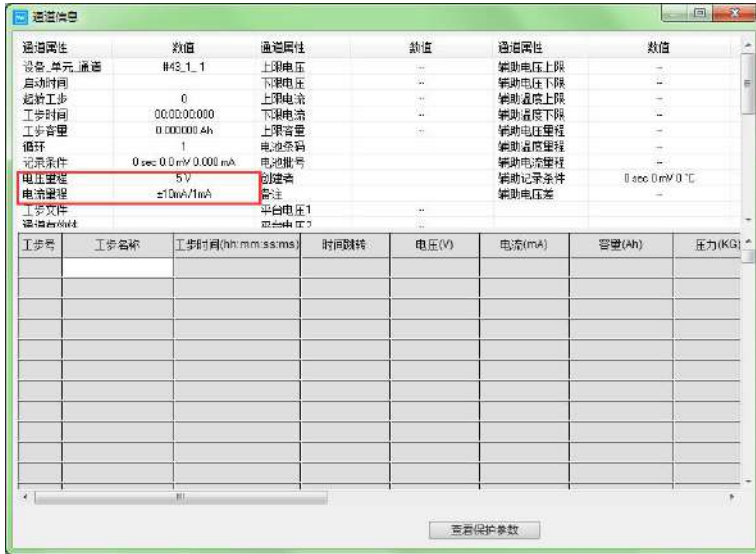 通道信息
通道属性 数值 通道属性 数值 通道属性 数值
设备_单元_通道 #43_1_1 上限电压 -- 辅助电压上限 --
启动时间 下限电压 -- 辅助电压下限 --
起始工步 0 上限电流 -- 辅助温度上限 --
工步时间 00:00:00:000 下限电流 -- 辅助温度下限 --
工步容量 0.000000 Ah 上限容量 -- 辅助电压量程 --
循环 1 电池条码 辅助温度量程 --
记录条件 0 sec 0.0 mV 0.000 mA 电池批号 辅助电流量程 --
电压量程 5 V 创建者 辅助记录条件 0 sec 0 mV 0 °C
电流量程 ±10mA/1mA 备注 辅助电压差 --
工步文件 平台电压1 --
通道有效性 平台电压2 --
工步号 工步名称 工步时间(hh:mm:ss:ms) 时间跳转 电压(V) 电流(mA) 容量(Ah) 压力(KG)
查看保护参数